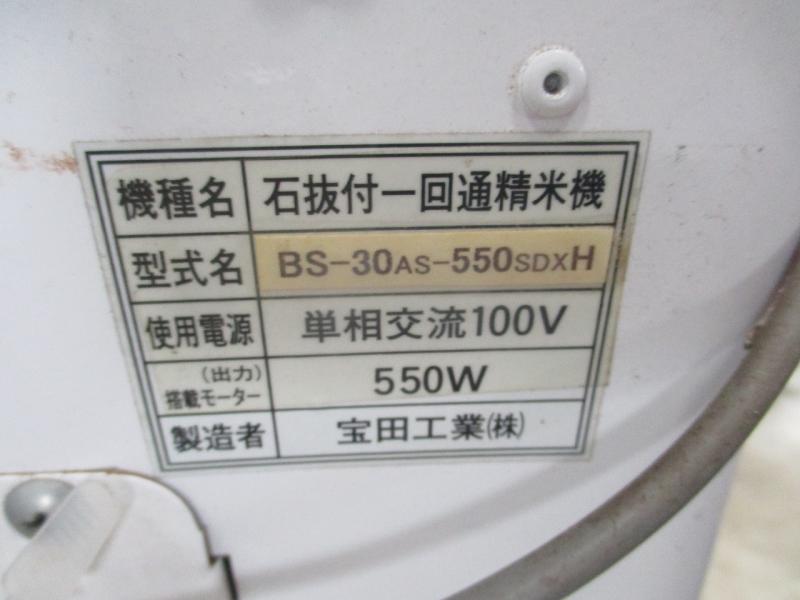 機種名 石抜付一回通精米機
型式名 BS-30AS-550SDXH
使用電源 単相交流100V
(出力)
搭載モーター 550W
製造者 宝田工業㈱